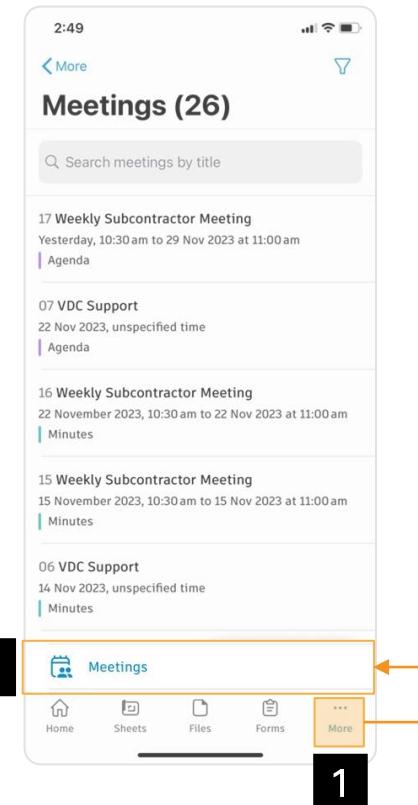 2:49
More
Meetings (26)
Search meetings by title
17 Weekly Subcontractor Meeting
Yesterday, 10:30 am to 29 Nov 2023 at 11:00 am
Agenda
07 VDC Support
22 Nov 2023, unspecified time
Agenda
16 Weekly Subcontractor Meeting
22 November 2023, 10:30 am to 22 Nov 2023 at 11:00 am
Minutes
15 Weekly Subcontractor Meeting
15 November 2023, 10:30 am to 15 Nov 2023 at 11:00 am
Minutes
06 VDC Support
14 Nov 2023, unspecified time
Minutes
Meetings
Home Sheets Files Forms More
1